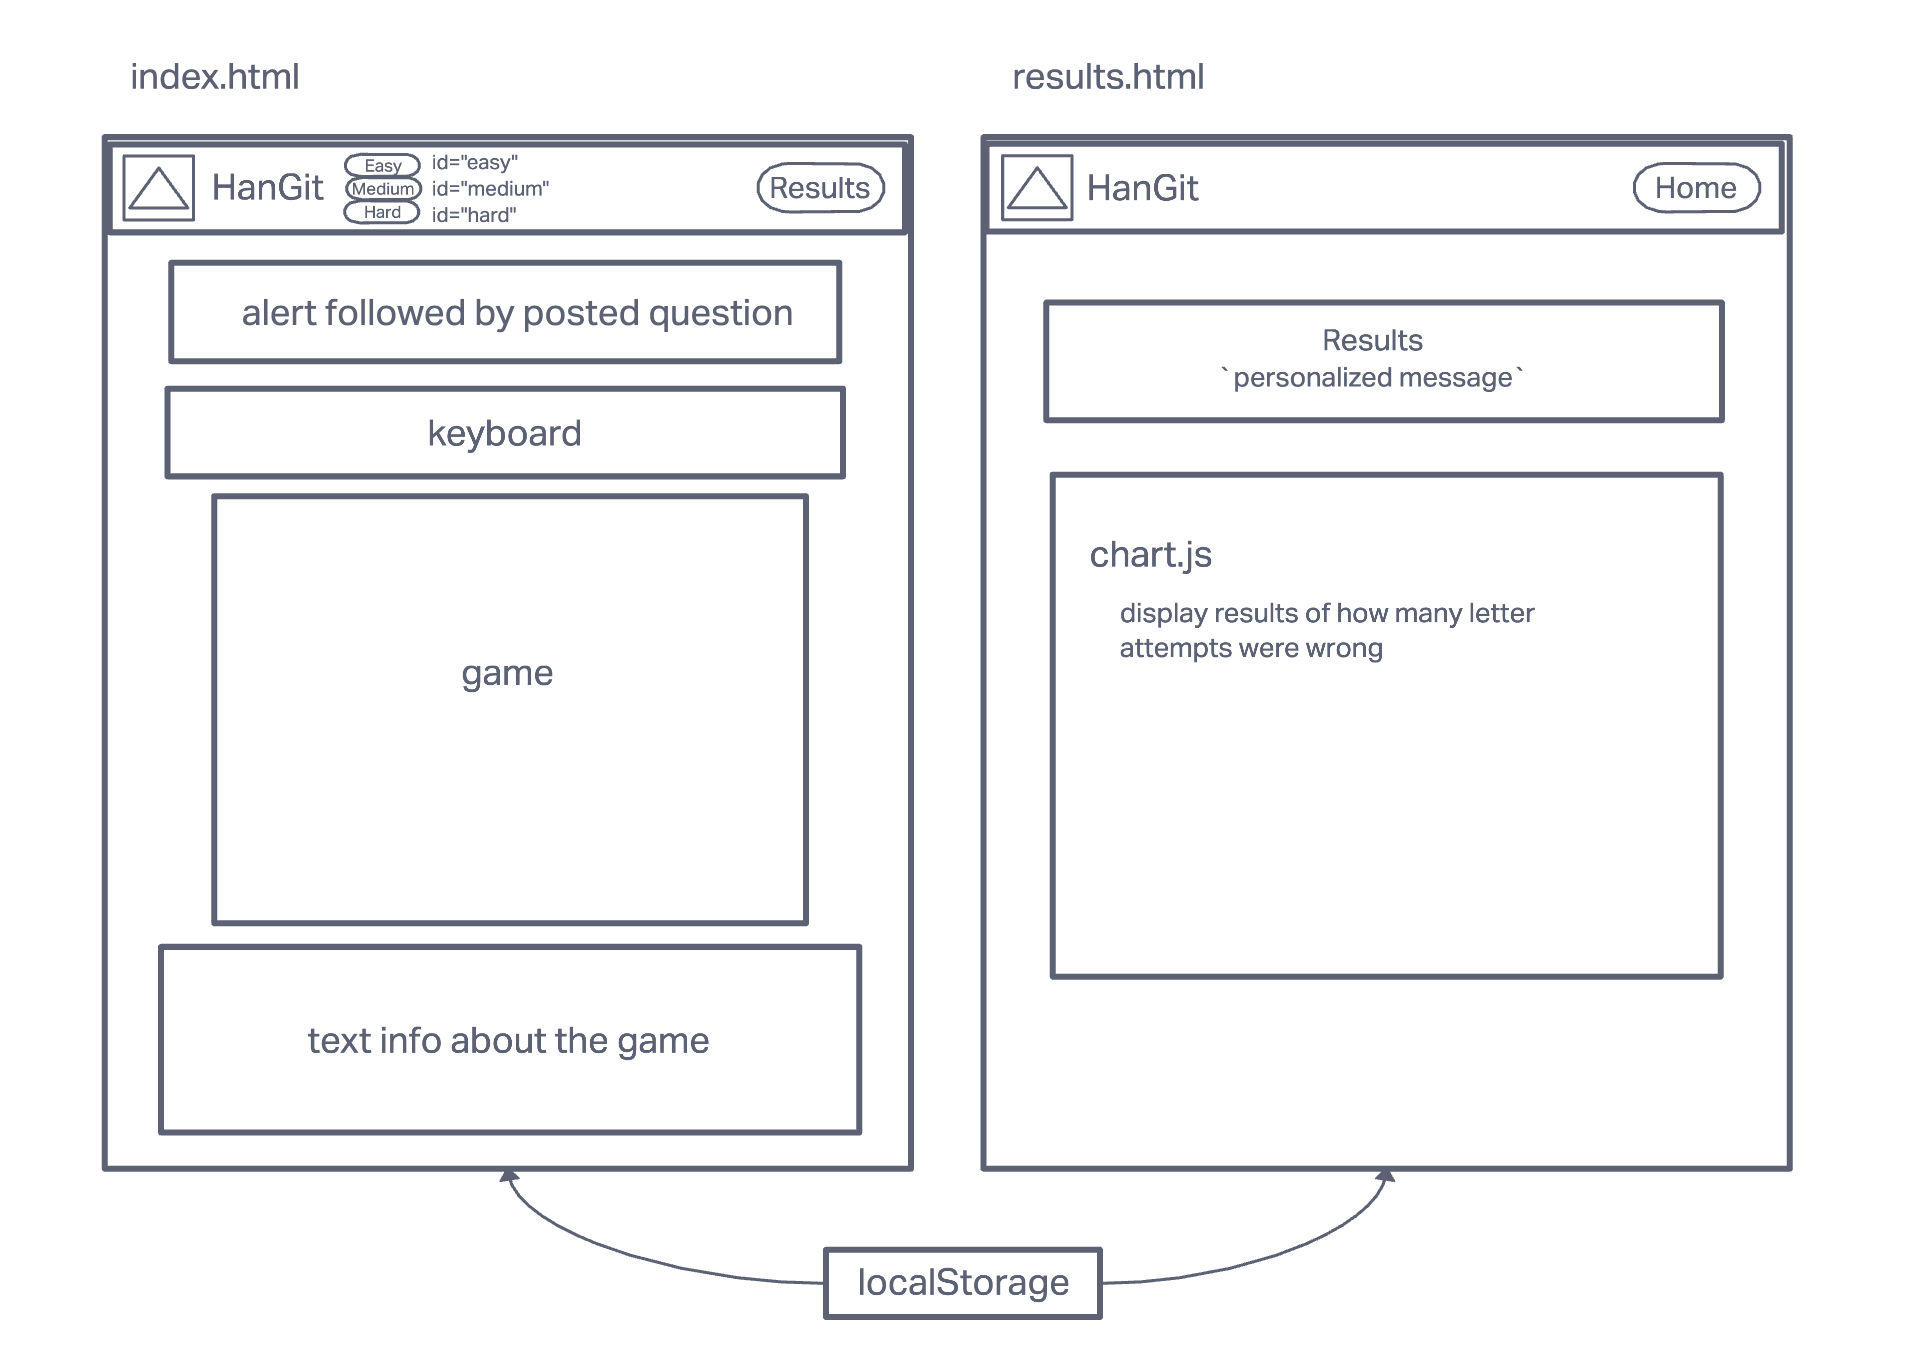 index.html
HanGit
Easy
id="easy"
Medium
id="medium"
Hard
id="hard"
Results
alert followed by posted question
keyboard
game
text info about the game
results.html
HanGit
Home
Results
`personalized message`
chart.js
display results of how many letter
attempts were wrong
localStorage